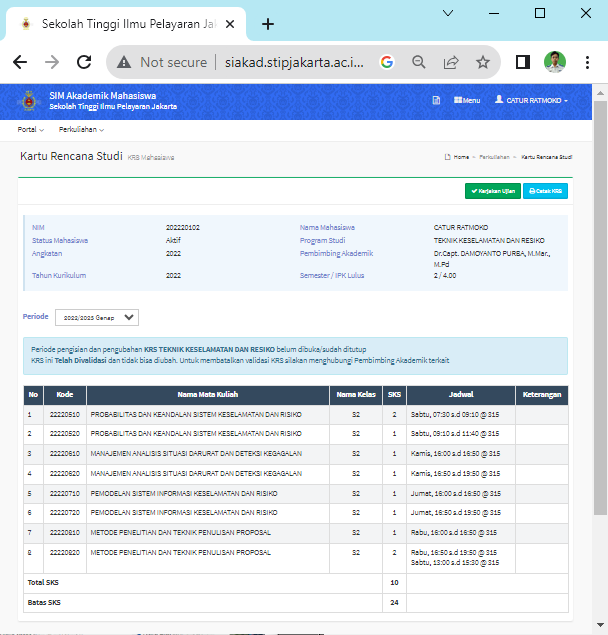 Sekolah Tinggi Ilmu Pelayaran Ja
Not secure siakad.stipjakarta.ac.i...
SIM Akademik Mahasiswa
Sekolah Tinggi Ilmu Pelayaran Jakarta
Menu CATUR RATMOKO
Portal Perkuliahan
Kartu Rencana Studi KRS Mahasiswa
Home Perkuliahan Kartu Rencana Studi
Kerjakan Ujian Cetak KRS
NIM 202220102 Nama Mahasiswa CATUR RATMOKO
Status Mahasiswa Aktif Program Studi TEKNIK KESELAMATAN DAN RESIKO
Angkatan 2022 Pembimbing Akademik Dr.Capt. DAMOYANTO PURBA, M.Mar.,
M.Pd
Tahun Kurikulum 2022 Semester / IPK Lulus 2 / 4.00
Periode 2022/2023 Genap
Periode pengisian dan pengubahan KRS TEKNIK KESELAMATAN DAN RESIKO belum dibuka/sudah ditutup
KRS ini Telah Divalidasi dan tidak bisa diubah. Untuk membatalkan validasi KRS silakan menghubungi Pembimbing Akademik terkait
No Kode Nama Mata Kuliah Nama Kelas SKS Jadwal Keterangan
1 22220510 PROBABILITAS DAN KEANDALAN SISTEM KESELAMATAN DAN RISIKO S2 2 Sabtu, 07:30 s.d 09:10 @ 315
2 22220520 PROBABILITAS DAN KEANDALAN SISTEM KESELAMATAN DAN RISIKO S2 1 Sabtu, 09:10 s.d 11:40 @ 315
3 22220610 MANAJEMEN ANALISIS SITUASI DARURAT DAN DETEKSI KEGAGALAN S2 1 Kamis, 16:00 s.d 16:50 @ 315
4 22220620 MANAJEMEN ANALISIS SITUASI DARURAT DAN DETEKSI KEGAGALAN S2 1 Kamis, 16:50 s.d 19:50 @ 315
5 22220710 PEMODELAN SISTEM INFORMASI KESELAMATAN DAN RISIKO S2 1 Jumat, 16:00 s.d 16:50 @ 315
6 22220720 PEMODELAN SISTEM INFORMASI KESELAMATAN DAN RISIKO S2 1 Jumat, 16:50 s.d 19:50 @ 315
7 22220810 METODE PENELITIAN DAN TEKNIK PENULISAN PROPOSAL S2 1 Rabu, 16:00 s.d 16:50 @ 315
8 22220820 METODE PENELITIAN DAN TEKNIK PENULISAN PROPOSAL S2 2 Rabu, 16:50 s.d 19:50 @ 315
Sabtu, 13:00 s.d 15:30 @ 315
Total SKS 10
Batas SKS 24